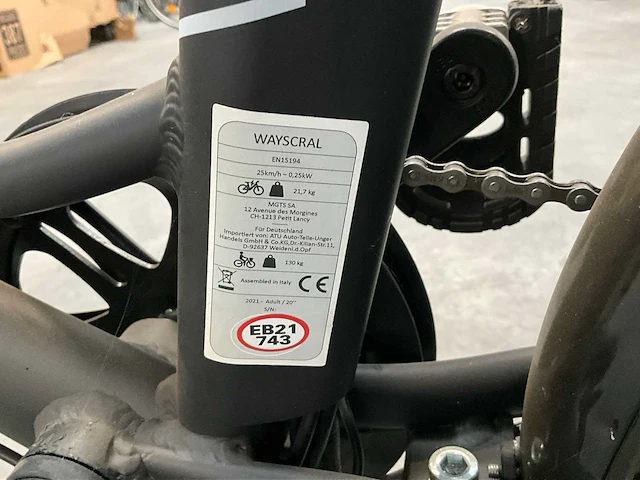 WAYSCRAL
EN15194
25km/h – 0,25kW
21,7 kg
MGTS SA
12 Avenue des Morgines
CH-1213 Petit Lancy
Für Deutschland
Importiert von: ATU Auto-Teile-Unger
Handels GmbH & Co.KG,Dr.-Kilian-Str.11,
D-92637 Weiden i.d.Opf
130 kg
Assembled in Italy CE
2021 - Adult / 20"
S/N:
EB21
743